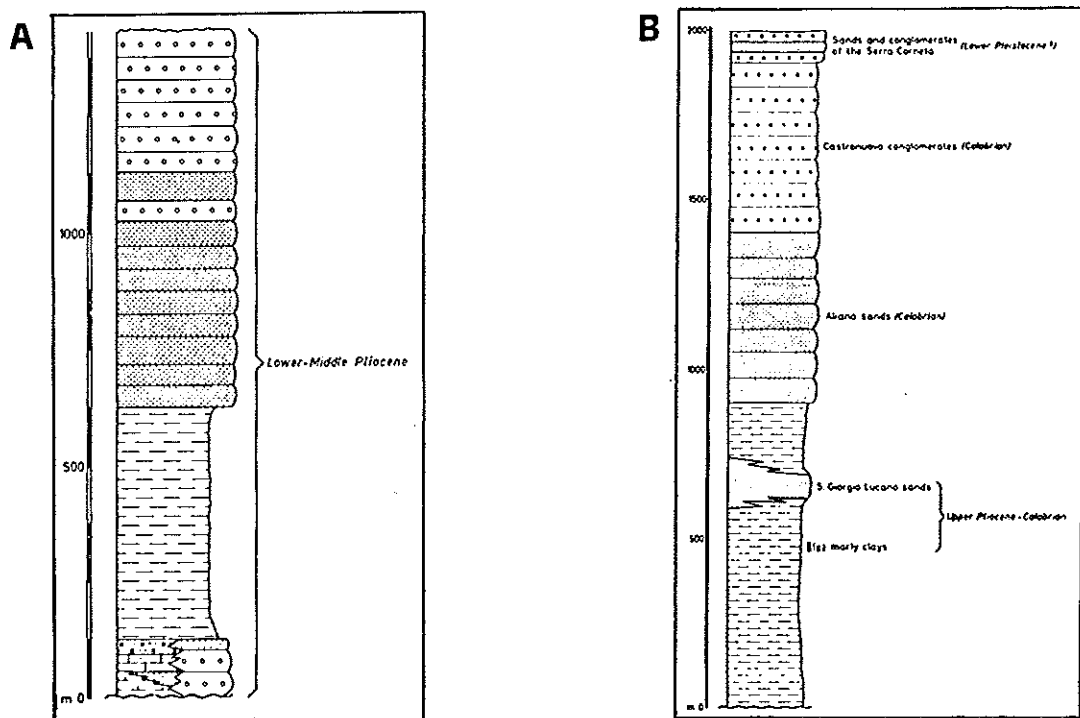 A
1000
500
m 0
Lower-Middle Pliocene
B
2000
1500
1000
500
m 0
Sands and conglomerates
of the Serra Corneta
(Lower Pleistocene ?)
Castronuovo conglomerates (Calabrian)
Aliano sands (Calabrian)
S. Giorgio Lucano sands
marly clays
Upper Pliocene-Calabrian